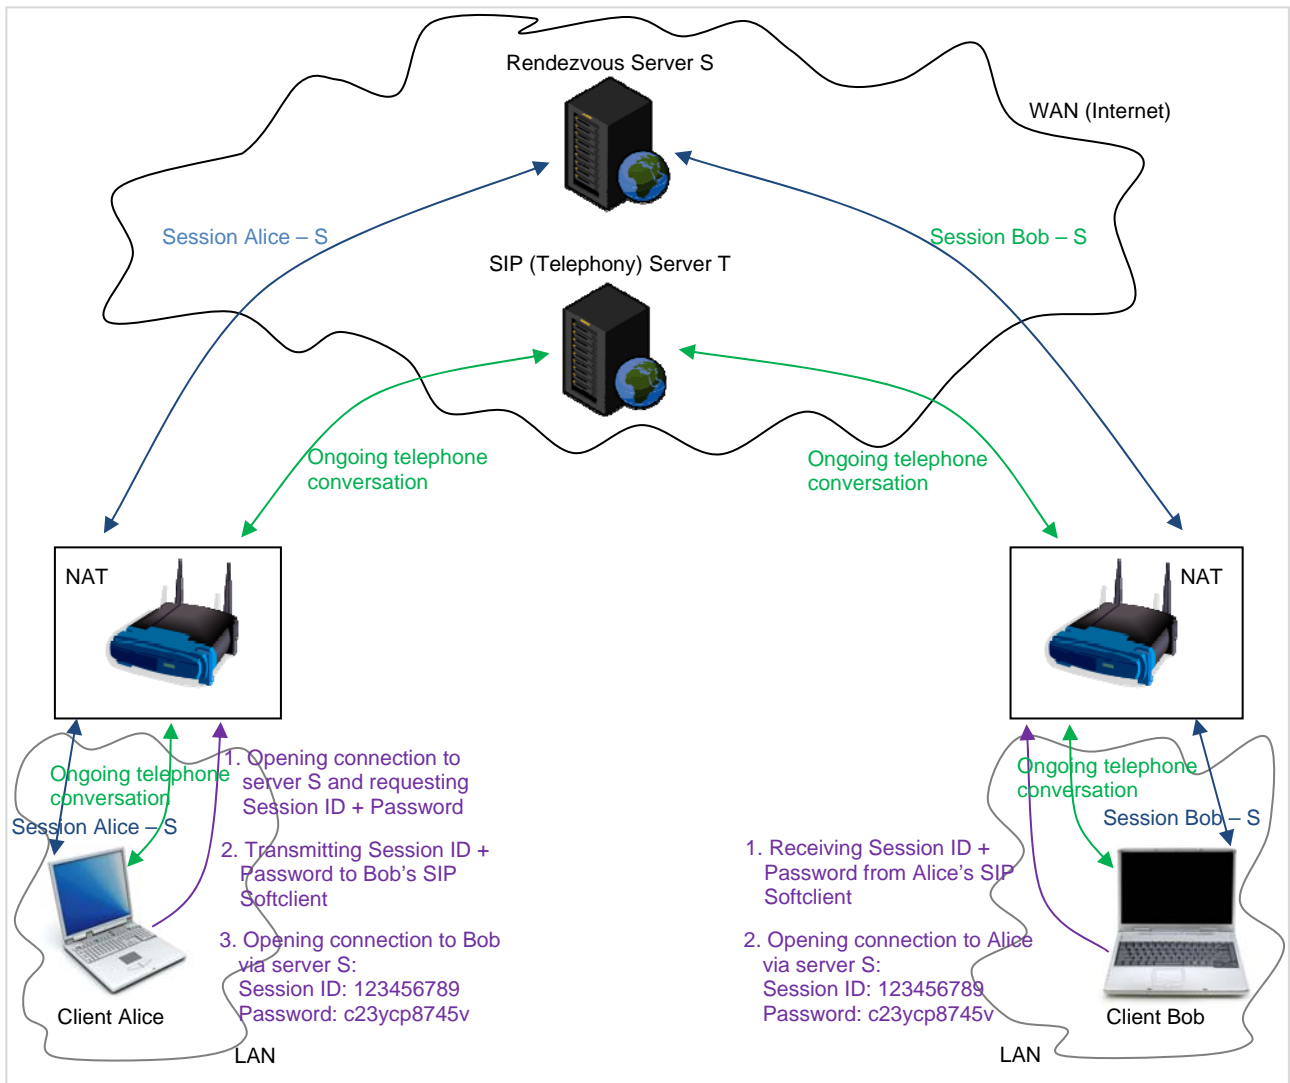 Rendezvous Server S
WAN (Internet)
Session Alice – S
Session Bob – S
SIP (Telephony) Server T
Ongoing telephone
conversation
Ongoing telephone
conversation
NAT
NAT
1. Opening connection to
server S and requesting
Session ID + Password
Ongoing telephone
conversation
Session Alice – S
2. Transmitting Session ID +
Password to Bob's SIP
Softclient
3. Opening connection to Bob
via server S:
Session ID: 123456789
Password: c23ycp8745v
Client Alice
LAN
Ongoing telephone
conversation
Session Bob – S
1. Receiving Session ID +
Password from Alice's SIP
Softclient
2. Opening connection to Alice
via server S:
Session ID: 123456789
Password: c23ycp8745v
Client Bob
LAN